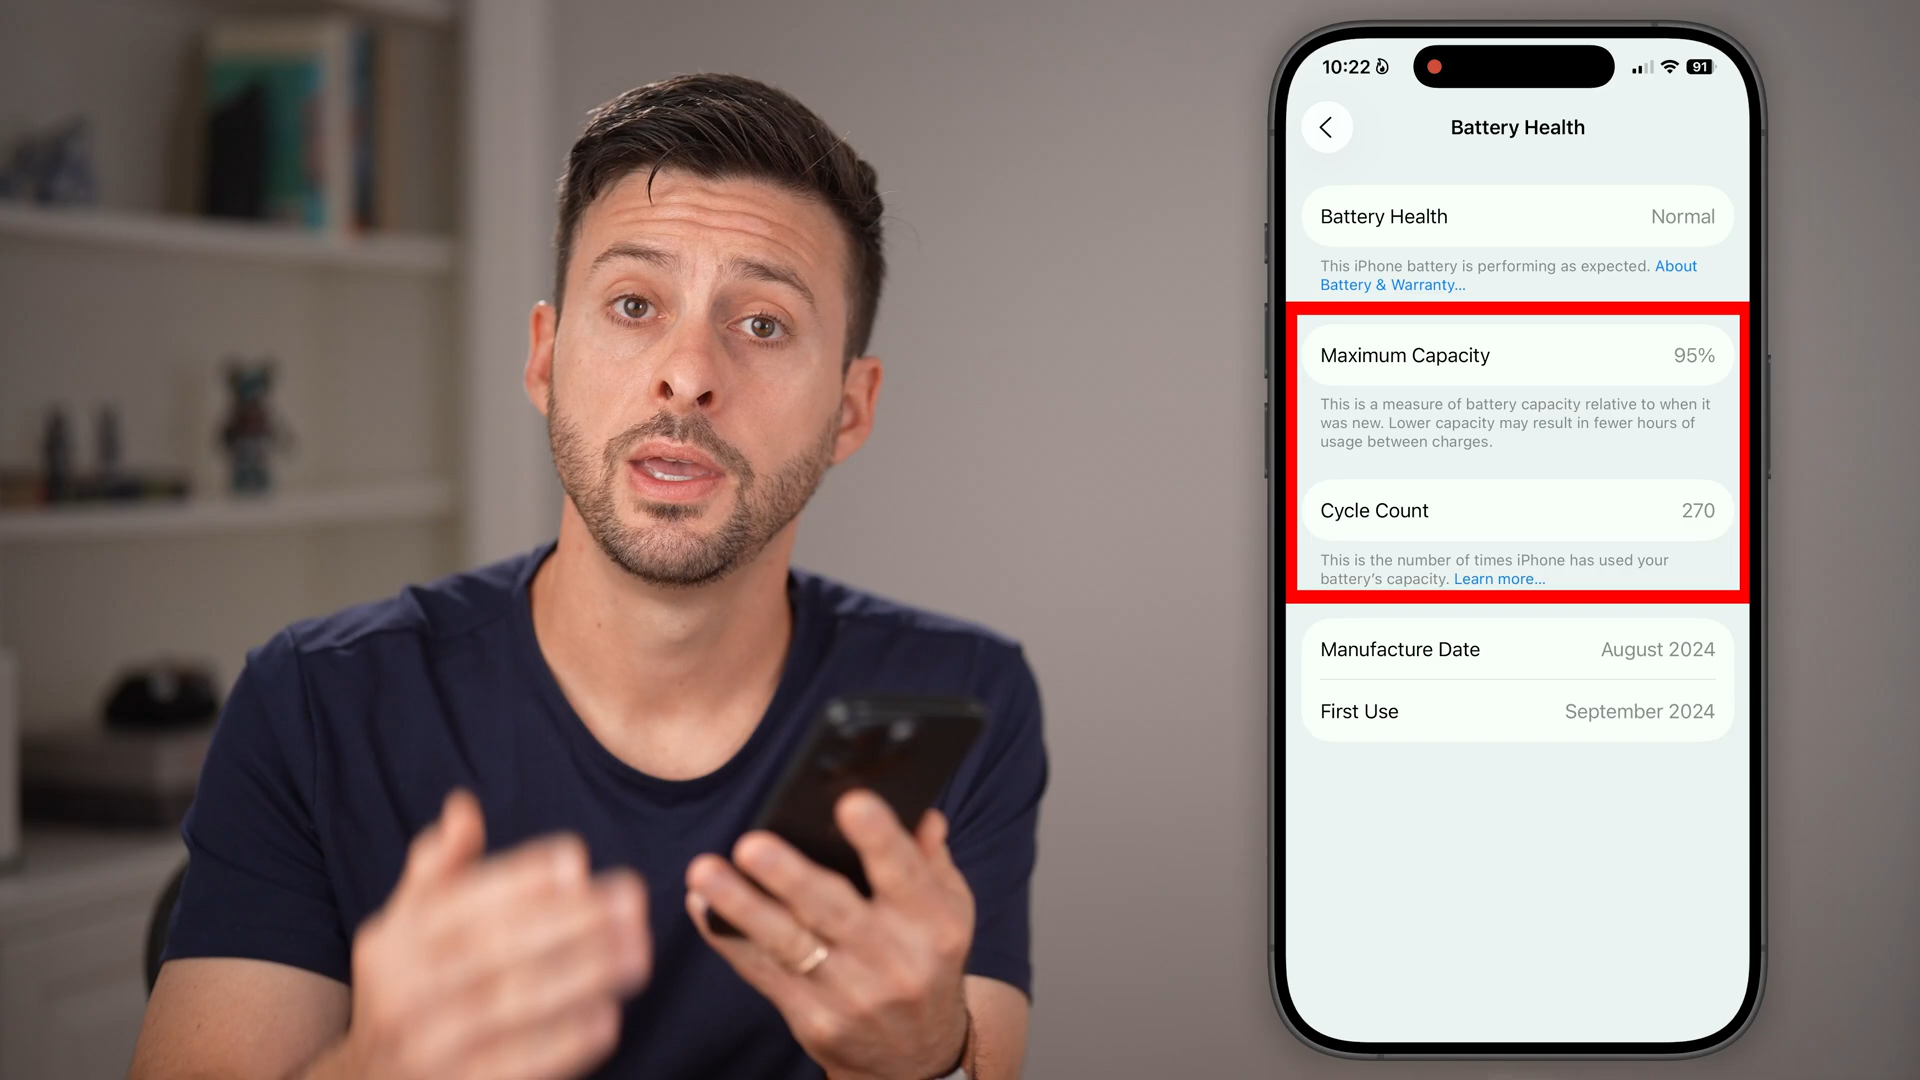 10:22
91
Battery Health
Battery Health Normal
This iPhone battery is performing as expected. About
Battery & Warranty...
Maximum Capacity 95%
This is a measure of battery capacity relative to when it
was new. Lower capacity may result in fewer hours of
usage between charges.
Cycle Count 270
This is the number of times iPhone has used your
battery's capacity. Learn more...
Manufacture Date August 2024
First Use September 2024